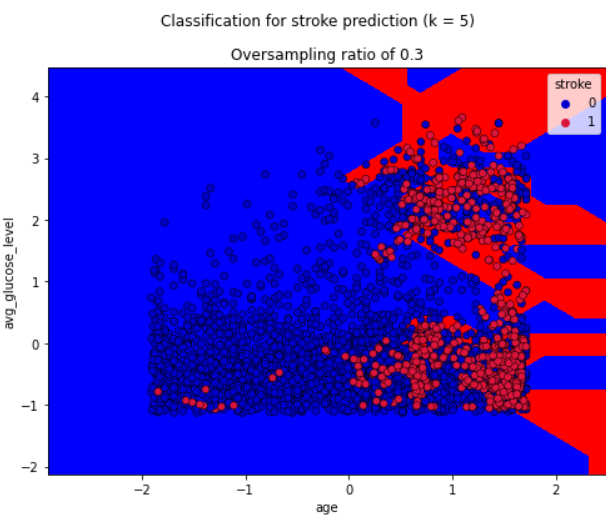 Classification for stroke prediction (k = 5)
Oversampling ratio of 0.3
stroke
0
1
4
3
2
1
0
−1
−2
avg_glucose_level
−2
−1
0
1
2
age